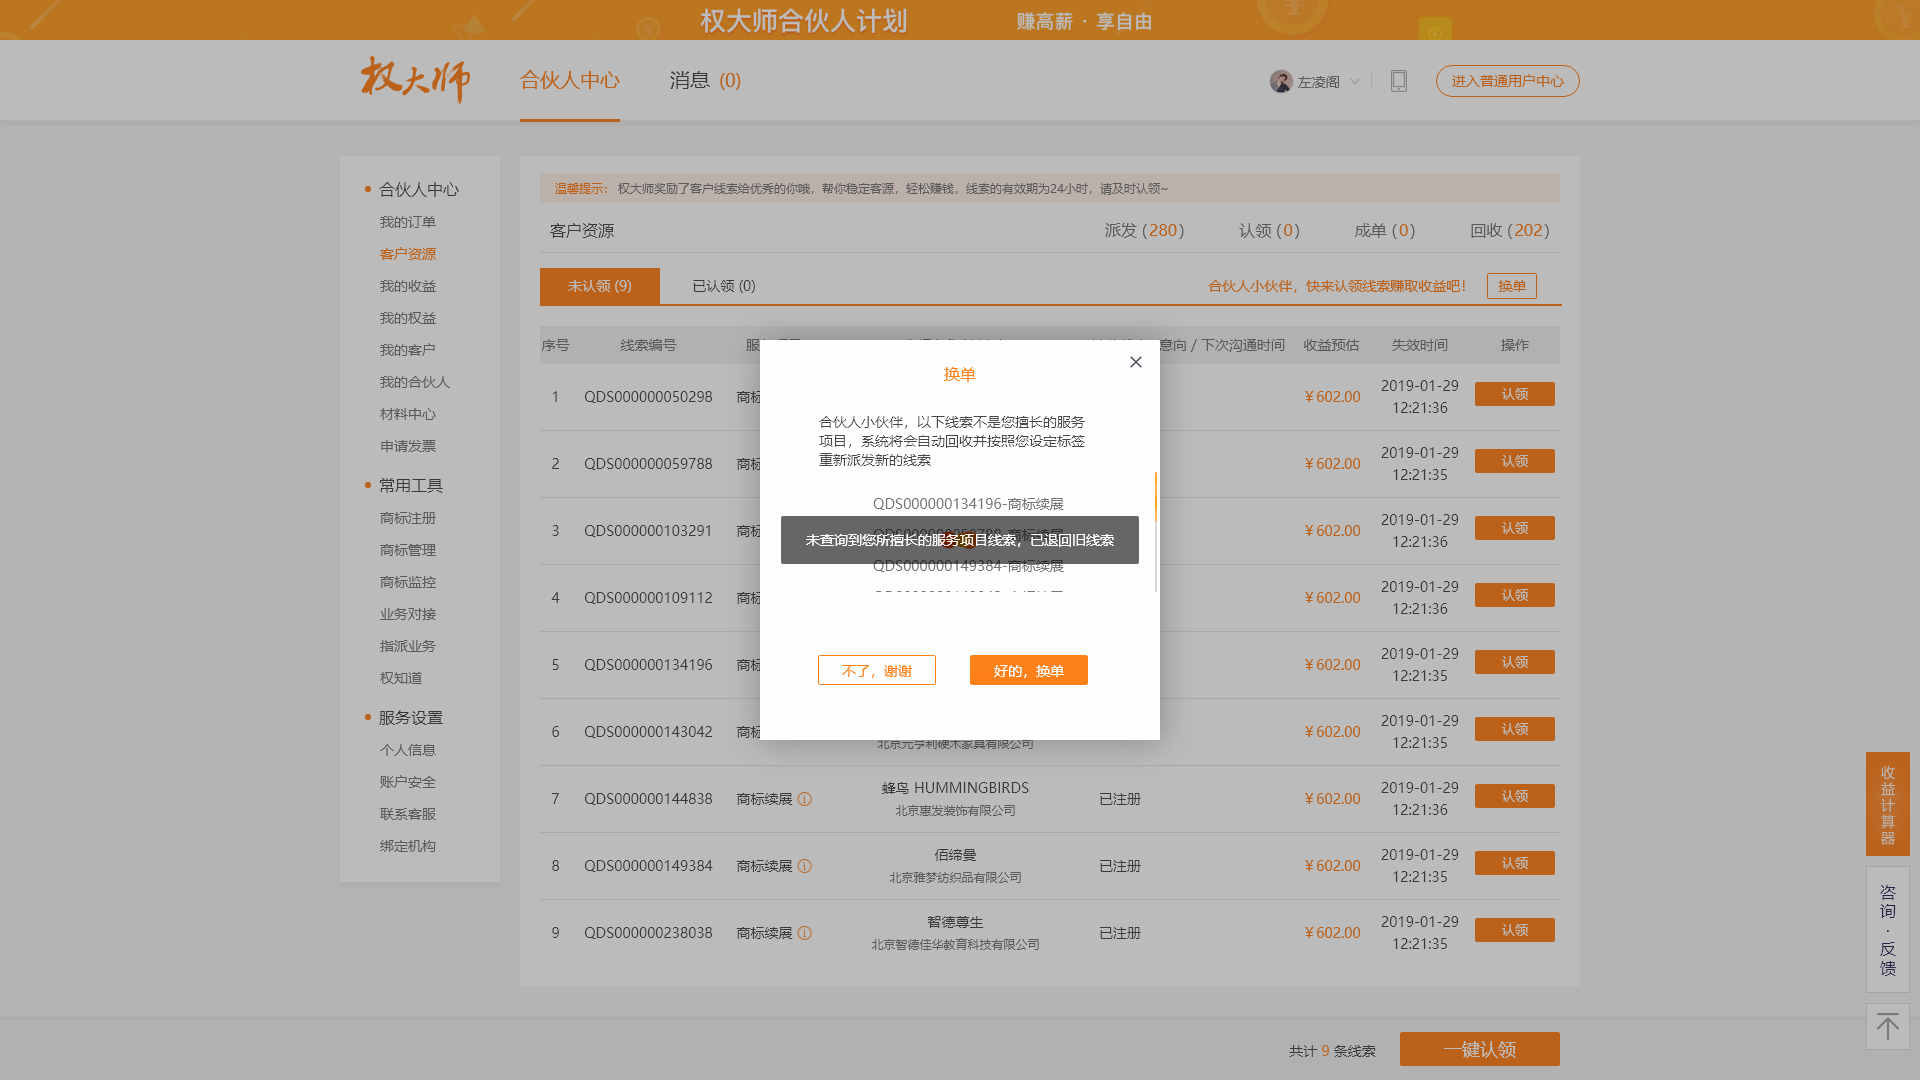 权大师合伙人计划 赚高薪 · 享自由
权大师 合伙人中心 消息 (0) 左凌阁 进入普通用户中心
合伙人中心
我的订单
客户资源
我的收益
我的权益
我的客户
我的合伙人
材料中心
申请发票
常用工具
商标注册
商标管理
商标监控
业务对接
指派业务
权知道
服务设置
个人信息
账户安全
联系客服
绑定机构
温馨提示： 权大师奖励了客户线索给优秀的你哦，帮你稳定客源，轻松赚钱，线索的有效期为24小时，请及时认领~
客户资源 派发 (280) 认领 (0) 成单 (0) 回收 (202)
未认领 (9) 已认领 (0) 合伙人小伙伴，快来认领线索赚取收益吧！ 换单
序号 线索编号 意向 / 下次沟通时间 收益预估 失效时间 操作
1 QDS000000050298 商标 ¥602.00 2019-01-29 12:21:36 认领
2 QDS000000059788 商标 ¥602.00 2019-01-29 12:21:35 认领
3 QDS000000103291 商标 ¥602.00 2019-01-29 12:21:36 认领
4 QDS000000109112 商标 ¥602.00 2019-01-29 12:21:36 认领
5 QDS000000134196 商标 ¥602.00 2019-01-29 12:21:35 认领
6 QDS000000143042 商标 北京元亨利硬木家具有限公司 ¥602.00 2019-01-29 12:21:35 认领
7 QDS000000144838 商标续展 蜂鸟 HUMMINGBIRDS 北京惠发装饰有限公司 已注册 ¥602.00 2019-01-29 12:21:36 认领
8 QDS000000149384 商标续展 佰缔曼 北京雅梦纺织品有限公司 已注册 ¥602.00 2019-01-29 12:21:35 认领
9 QDS000000238038 商标续展 智德尊生 北京智德佳华教育科技有限公司 已注册 ¥602.00 2019-01-29 12:21:35 认领
换单
合伙人小伙伴，以下线索不是您擅长的服务
项目，系统将会自动回收并按照您设定标签
重新派发新的线索
QDS000000134196-商标续展
未查询到您所擅长的服务项目线索，已退回旧线索
QDS000000149384-商标续展
不了，谢谢 好的，换单
收益计算器
咨询·反馈
共计 9 条线索 一键认领